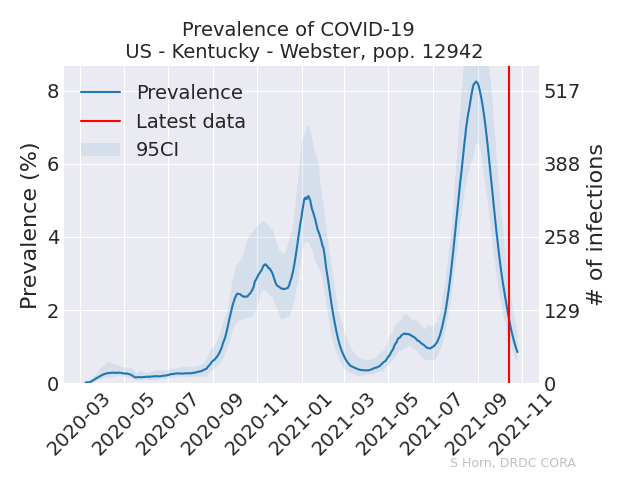 Prevalence of COVID-19
US - Kentucky - Webster, pop. 12942
Prevalence
Latest data
95CI
Prevalence (%)
8
6
4
2
0
517
388
258
129
0
# of infections
2020-03
2020-05
2020-07
2020-09
2020-11
2021-01
2021-03
2021-05
2021-07
2021-09
2021-11
S Horn, DRDC CORA